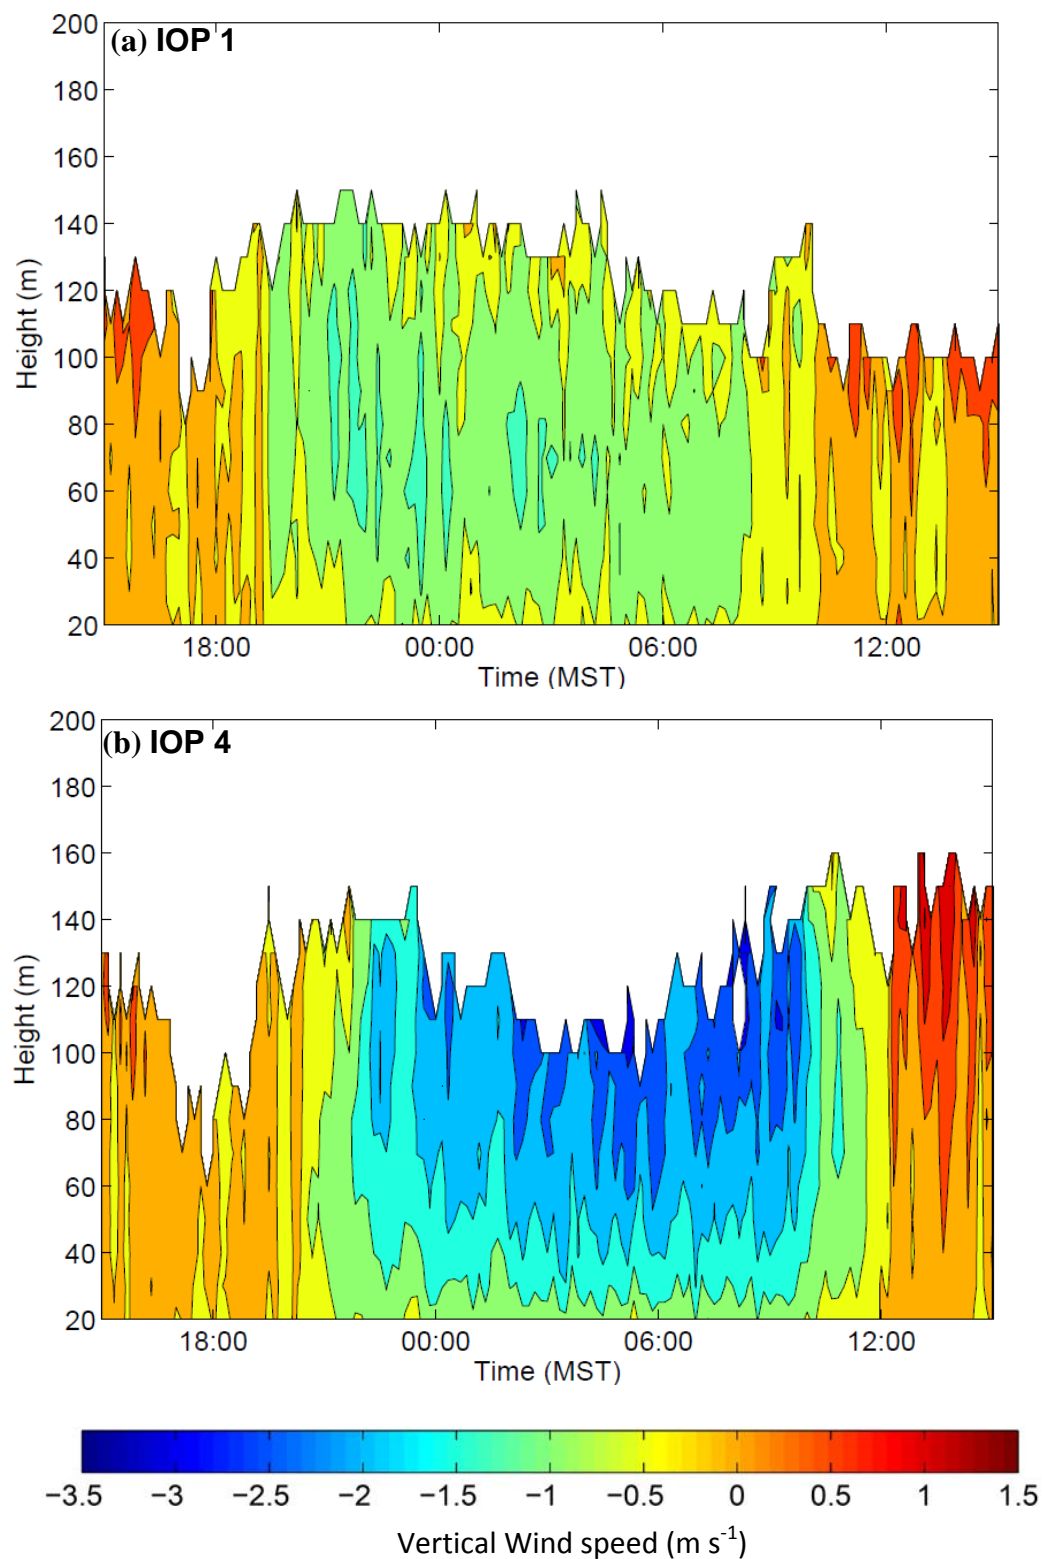 (a) IOP 1
200
180
160
140
120
100
80
60
40
20
Height (m)
18:00 00:00 06:00 12:00
Time (MST)
(b) IOP 4
200
180
160
140
120
100
80
60
40
20
Height (m)
18:00 00:00 06:00 12:00
Time (MST)
−3.5 −3 −2.5 −2 −1.5 −1 −0.5 0 0.5 1 1.5
Vertical Wind speed (m s-1)